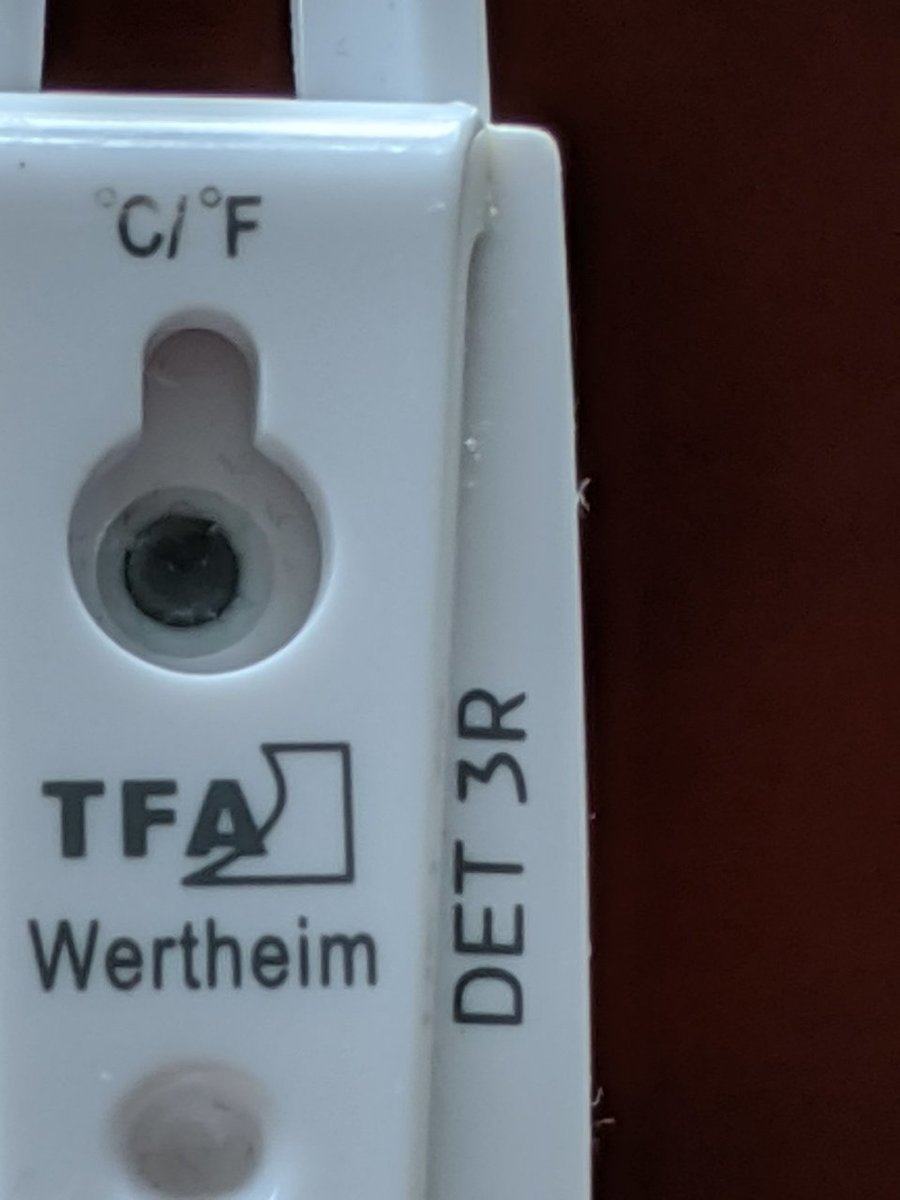 °C/°F
TFA
Wertheim
DET 3R